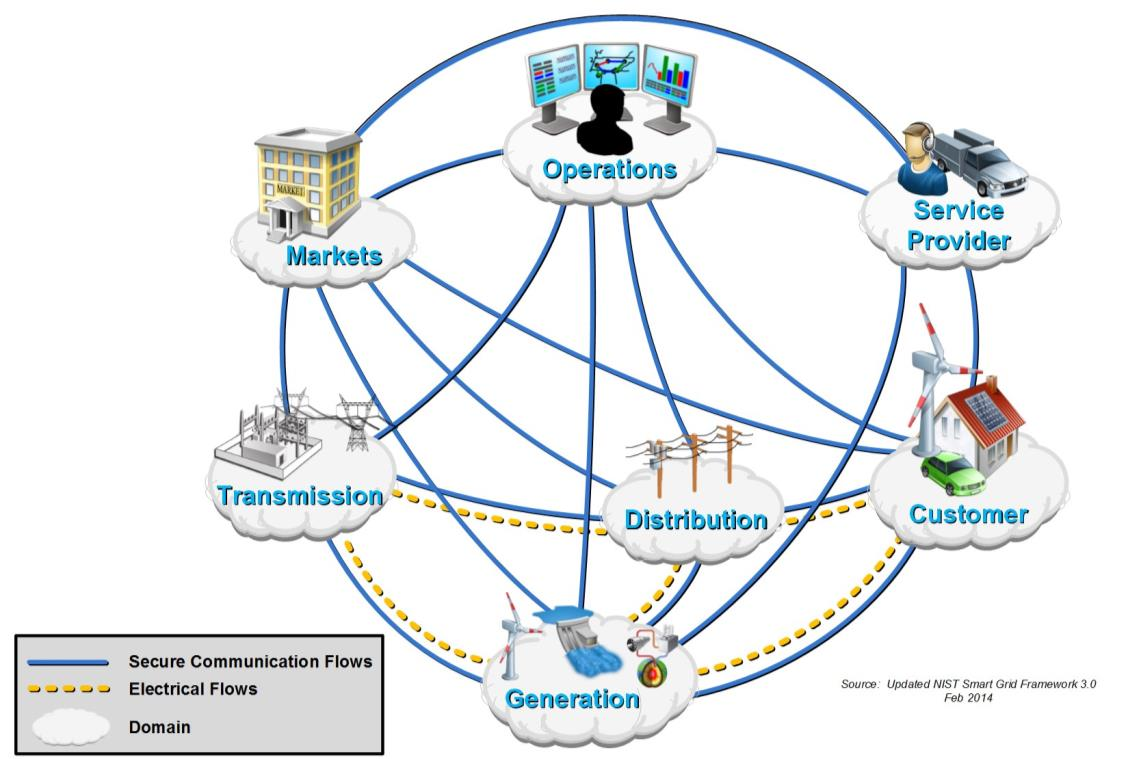 Operations
MARKET
Service
Provider
Markets
Transmission
Distribution
Customer
Generation
Secure Communication Flows
Electrical Flows
Domain
Source: Updated NIST Smart Grid Framework 3.0
Feb 2014